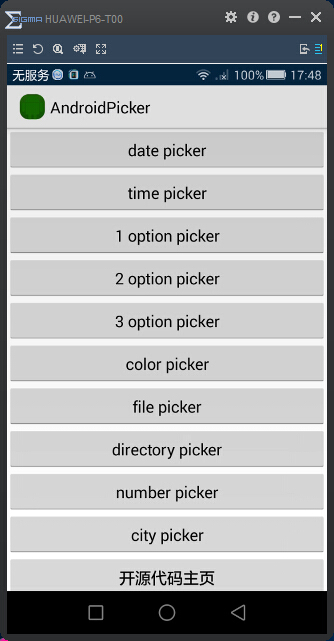 SIGMA HUAWEI-P6-T00
无服务 100% 17:48
AndroidPicker
date picker
time picker
1 option picker
2 option picker
3 option picker
color picker
file picker
directory picker
number picker
city picker
开源代码主页